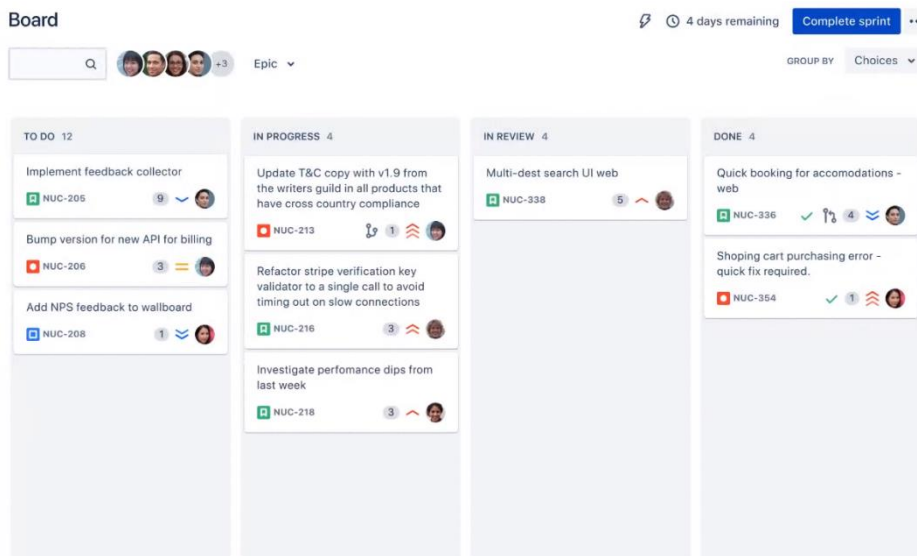 Board
4 days remaining
Complete sprint
+3
Epic
GROUP BY
Choices
TO DO 12
Implement feedback collector
NUC-205
9
Bump version for new API for billing
NUC-206
3
Add NPS feedback to wallboard
NUC-208
1
IN PROGRESS 4
Update T&C copy with v1.9 from
the writers guild in all products that
have cross country compliance
NUC-213
1
Refactor stripe verification key
validator to a single call to avoid
timing out on slow connections
NUC-216
3
Investigate perfomance dips from
last week
NUC-218
3
IN REVIEW 4
Multi-dest search UI web
NUC-338
5
DONE 4
Quick booking for accomodations -
web
NUC-336
4
Shoping cart purchasing error -
quick fix required.
NUC-354
1